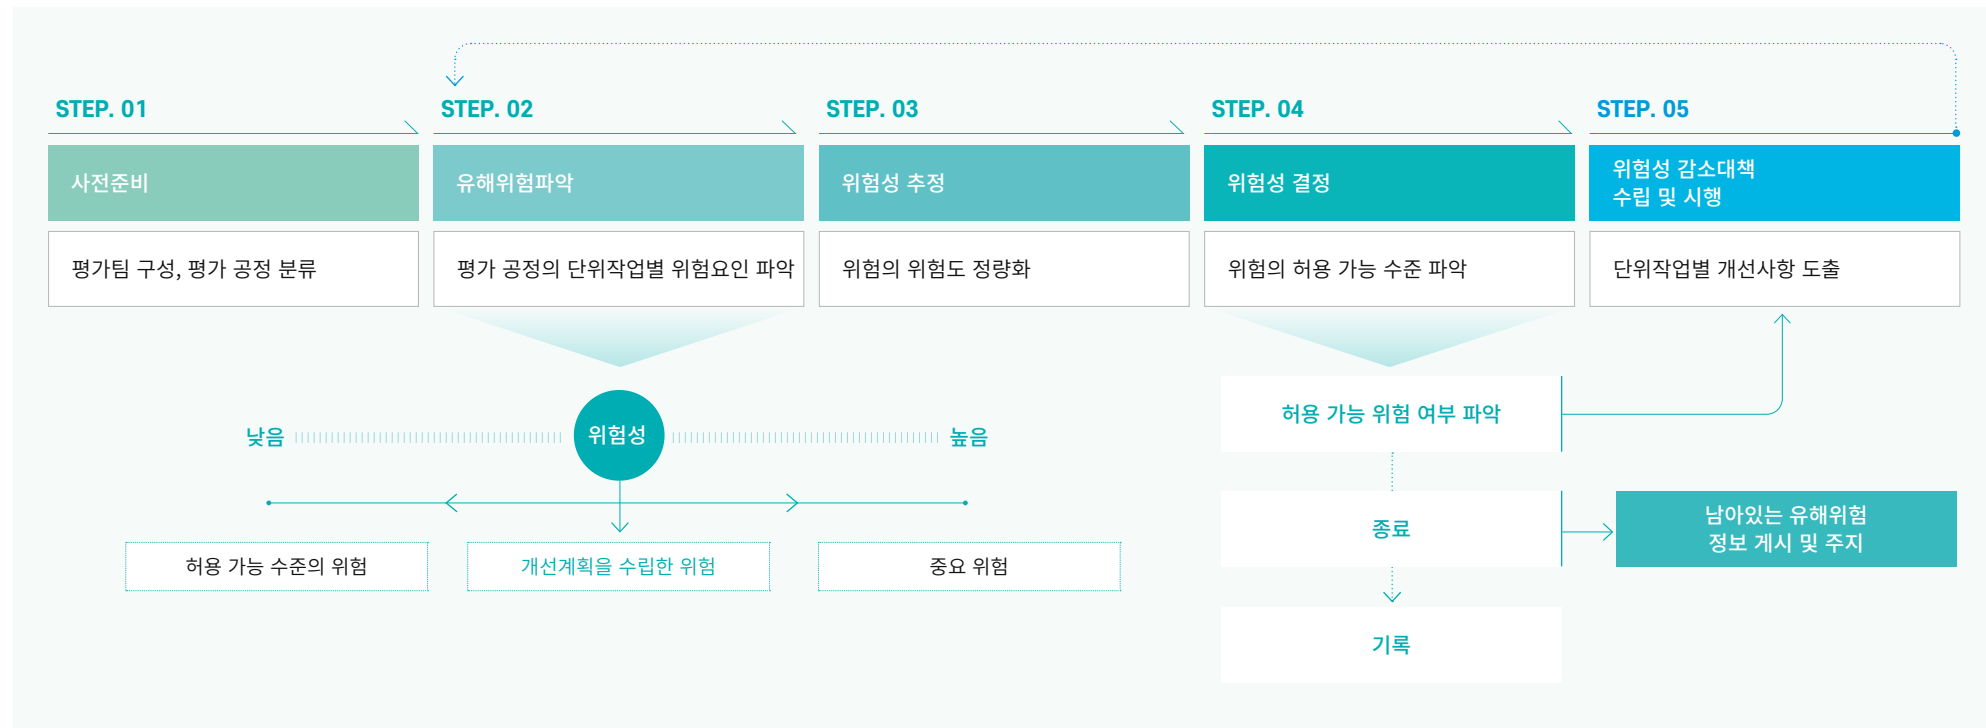 STEP. 01
STEP. 02
STEP. 03
STEP. 04
STEP. 05
사전준비
유해위험파악
위험성 추정
위험성 결정
위험성 감소대책
수립 및 시행
평가팀 구성, 평가 공정 분류
평가 공정의 단위작업별 위험요인 파악
위험의 위험도 정량화
위험의 허용 가능 수준 파악
단위작업별 개선사항 도출
낮음
위험성
높음
허용 가능 수준의 위험
개선계획을 수립한 위험
중요 위험
허용 가능 위험 여부 파악
종료
남아있는 유해위험
정보 게시 및 주지
기록